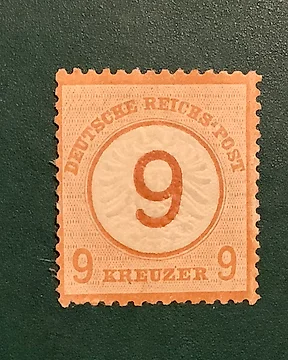 DEUTSCHE REICHS-POST
9
9 KREUZER 9